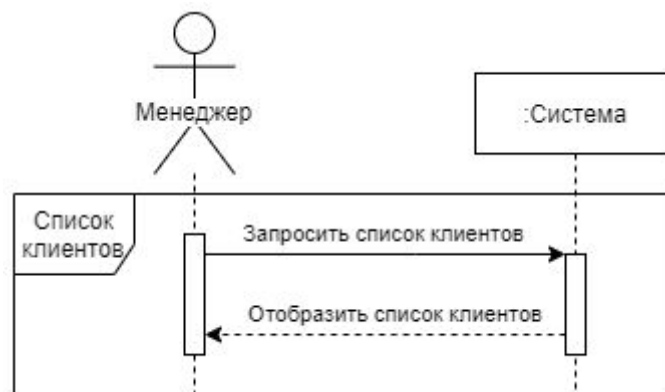 Менеджер
:Система
Список
клиентов
Запросить список клиентов
Отобразить список клиентов